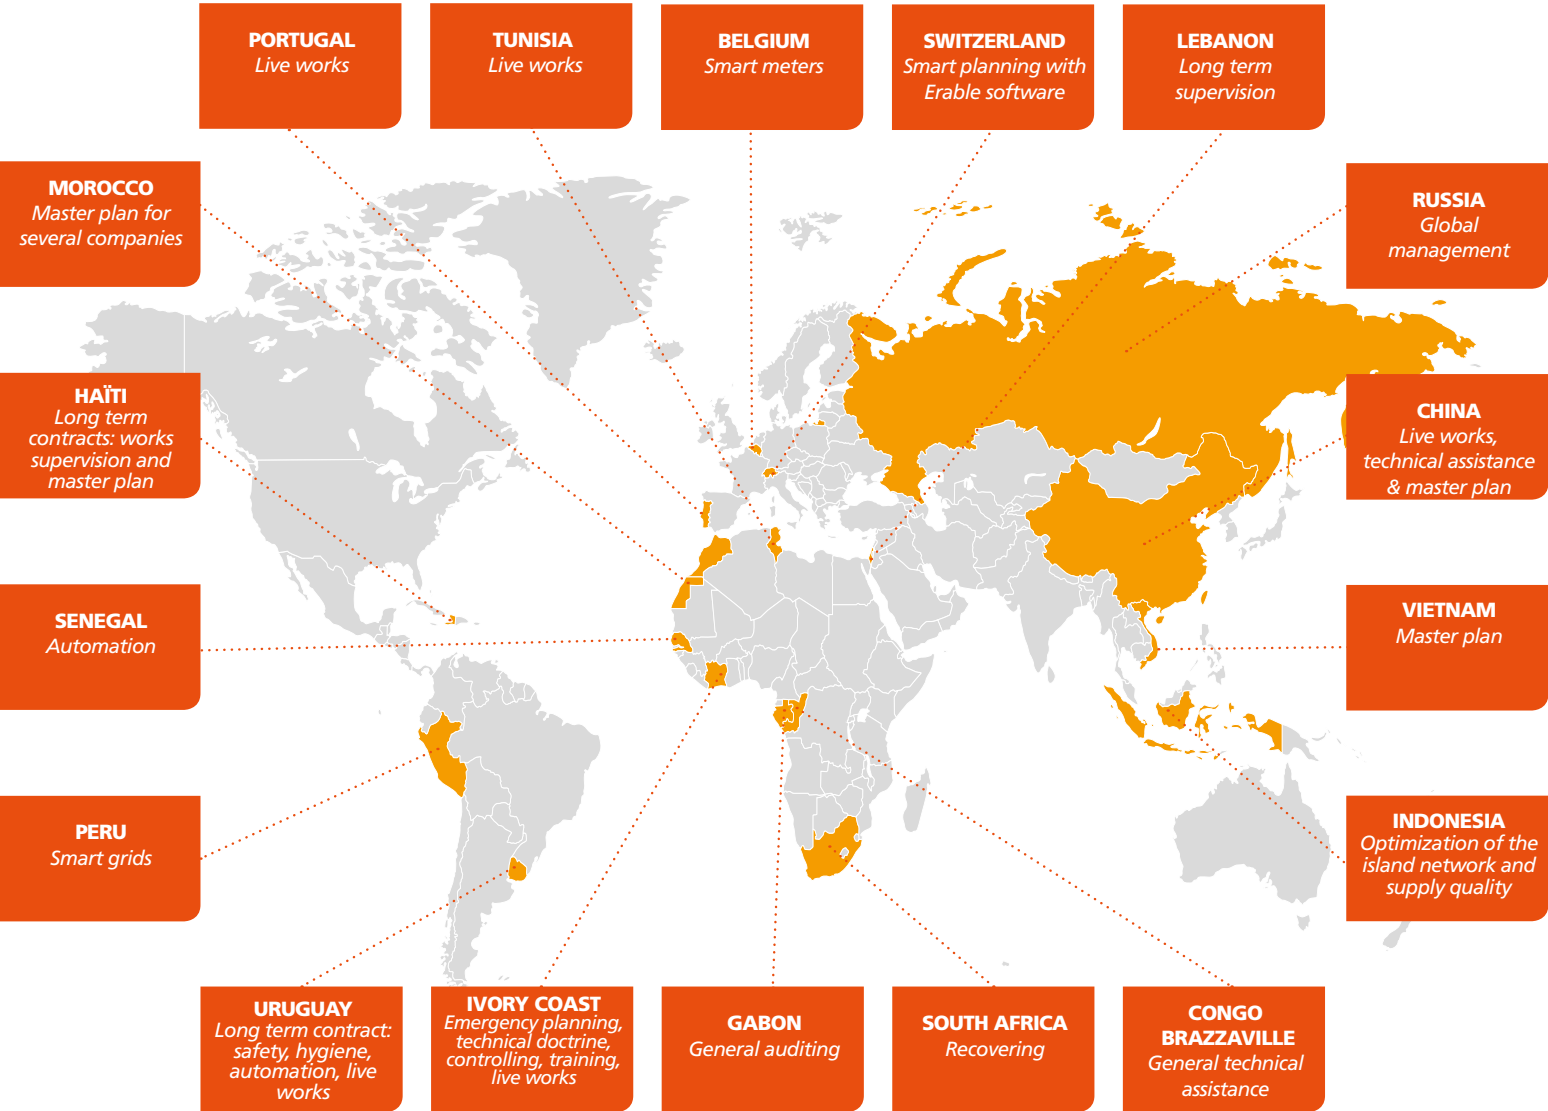 PORTUGAL
Live works
TUNISIA
Live works
BELGIUM
Smart meters
SWITZERLAND
Smart planning with
Erable software
LEBANON
Long term
supervision
MOROCCO
Master plan for
several companies
RUSSIA
Global
management
HAÏTI
Long term
contracts: works
supervision and
master plan
CHINA
Live works,
technical assistance
& master plan
SENEGAL
Automation
VIETNAM
Master plan
PERU
Smart grids
INDONESIA
Optimization of the
island network and
supply quality
URUGUAY
Long term contract:
safety, hygiene,
automation, live
works
IVORY COAST
Emergency planning,
technical doctrine,
controlling, training,
live works
GABON
General auditing
SOUTH AFRICA
Recovering
CONGO
BRAZZAVILLE
General technical
assistance